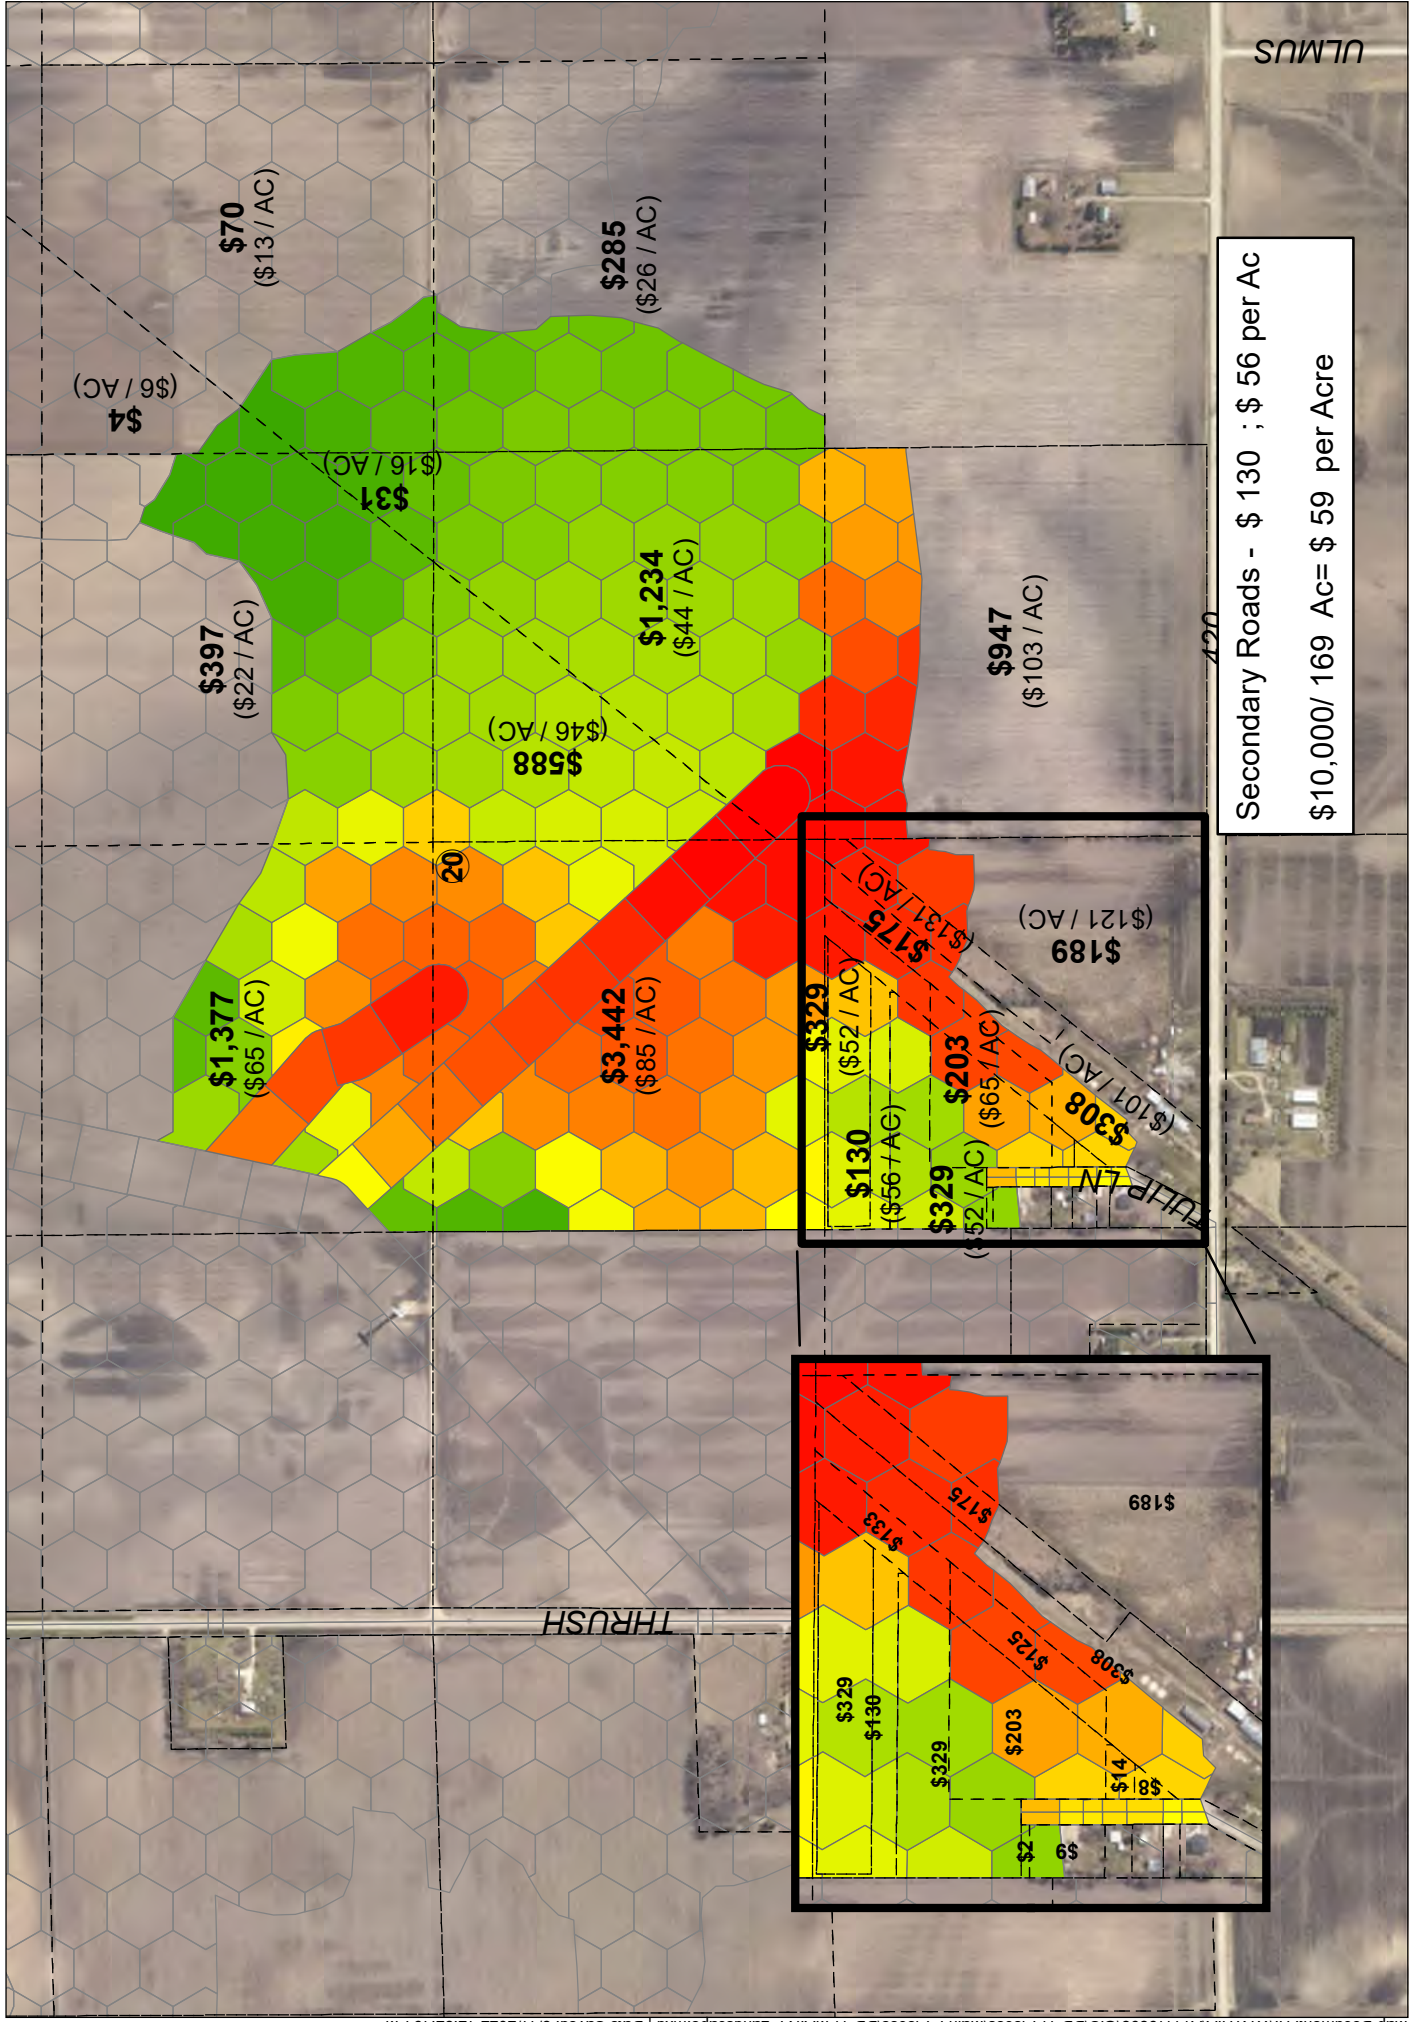 ULMUS
$70
($13 / AC)
$285
($26 / AC)
$4
($6 / AC)
$31
($16 / AC)
$397
($22 / AC)
$1,234
($44 / AC)
$588
($46 / AC)
$947
($103 / AC)
420
Secondary Roads - $ 130 ; $ 56 per Ac
$10,000/ 169 Ac= $ 59 per Acre
20
$1,377
($65 / AC)
$3,442
($85 / AC)
$329
($52 / AC)
$175
($131 / AC)
$189
($121 / AC)
$130
($56 / AC)
$203
($65 / AC)
$308
($101 / AC)
$329
($52 / AC)
TULIP LN
THRUSH
$175
$133
$189
$329
$130
$125
$308
$203
$329
$14
$8
$2
$9